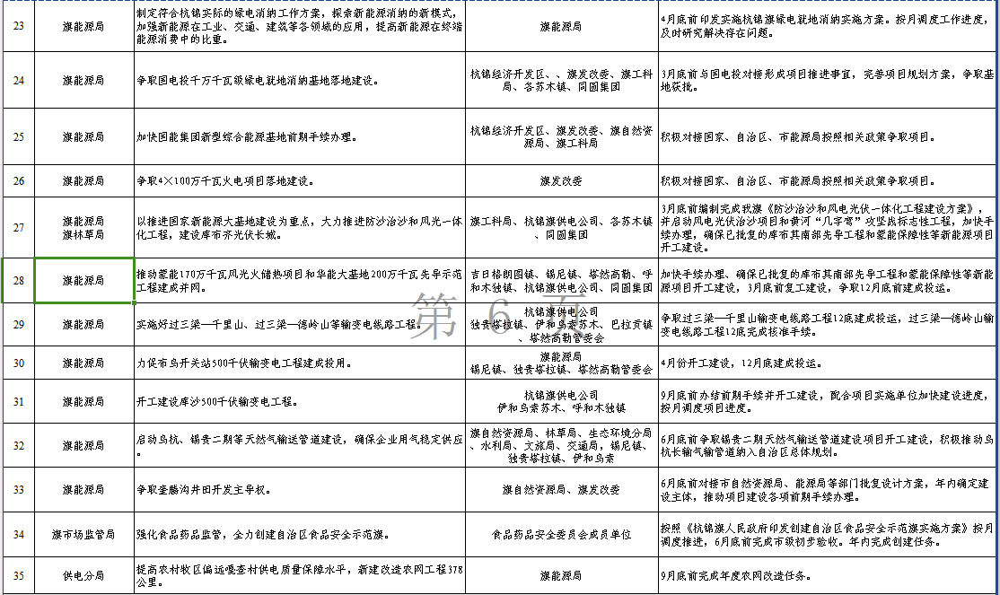 23
旗能源局
制定符合杭锦实际的绿电消纳工作方案，探索新能源消纳的新模式，
加强新能源在工业、交通、建筑等各领域的应用，提高新能源在终端
能源消费中的比重。
旗能源局
4月底前印发实施杭锦旗绿电就地消纳实施方案。按月调度工作进度，
及时研究解决存在问题。
24
旗能源局
争取国电投千万千瓦级绿电就地消纳基地落地建设。
杭锦经济开发区、、旗发改委、旗工科
局、各苏木镇、同圆集团
3月底前与国电投对接形成项目推进事宜，完善项目规划方案，争取基
地获批。
25
旗能源局
加快国能集团新型综合能源基地前期手续办理。
杭锦经济开发区、旗发改委、旗自然资
源局、旗工科局
积极对接国家、自治区、市能源局按照相关政策争取项目。
26
旗能源局
争取4×100万千瓦火电项目落地建设。
旗发改委
积极对接国家、自治区、市能源局按照相关政策争取项目。
27
旗能源局
旗林草局
以推进国家新能源大基地建设为重点，大力推进防沙治沙和风光一体
化工程，建设库布齐光伏长城。
旗工科局、杭锦旗供电公司、各苏木镇
、同圆集团
3月底前编制完成我旗《防沙治沙和风电光伏一体化工程建设方案》，
并启动风电光伏治沙项目和黄河“几字弯”攻坚战标志性工程，加快手
续办理，确保已批复的库布其南部先导工程和蒙能保障性等新能源项目
开工建设。
28
旗能源局
推动蒙能170万千瓦风光火储热项目和华能大基地200万千瓦先导示范
工程建成并网。
吉日格朗图镇、锡尼镇、塔然高勒、呼
和木独镇、杭锦旗供电公司、同圆集团
加快手续办理、确保已批复的库布其南部先导工程和蒙能保障性等新能
源项目开工建设，3月底前复工建设，争取12月底前建成投运。
29
旗能源局
实施好过三梁—千里山、过三梁—德岭山等输变电线路工程。
杭锦旗供电公司
独贵塔拉镇、伊和乌素苏木、巴拉贡镇
、塔然高勒管委会
争取过三梁—千里山输变电线路工程12底建成投运，过三梁—德岭山输
变电线路工程12底完成核准手续。
第 6 页
30
旗能源局
力促布鸟开关站500千伏输变电工程建成投用。
旗能源局
锡尼镇、独贵塔拉镇、塔然高勒管委会
4月份开工建设，12月底建成投运。
31
旗能源局
开工建设库沙500千伏输变电工程。
杭锦旗供电公司
伊和乌素苏木、呼和木独镇
9月底前办结前期手续并开工建设，配合项目实施单位加快建设进度，
按月调度项目进度。
32
旗能源局
启动乌杭、锡贵二期等天然气输送管道建设，确保企业用气稳定供应
。
旗自然资源局、林草局、生态环境分局
、水利局、文旅局、交通局，锡尼镇、
独贵塔拉镇、伊和乌素
6月底前争取锡贵二期天然气输送管道建设项目开工建设，积极推动乌
杭长输气输管道纳入自治区总体规划。
33
旗能源局
争取奎腾沟井田开发主导权。
旗自然资源局、旗发改委
6月底前对接市自然资源局、能源局等部门批复设计方案，年内确定建
设主体，推动项目建设各项前期手续办理。
34
旗市场监管局
强化食品药品监管，全力创建自治区食品安全示范旗。
食品药品安全委员会成员单位
按照《杭锦旗人民政府印发创建自治区食品安全示范旗实施方案》按月
调度推进，6月底前完成市级初步验收。年内完成创建任务。
35
供电分局
提高农村牧区偏远嘎查村供电质量保障水平，新建改造农网工程378
公里。
旗能源局
9月底前完成年度农网改造任务。